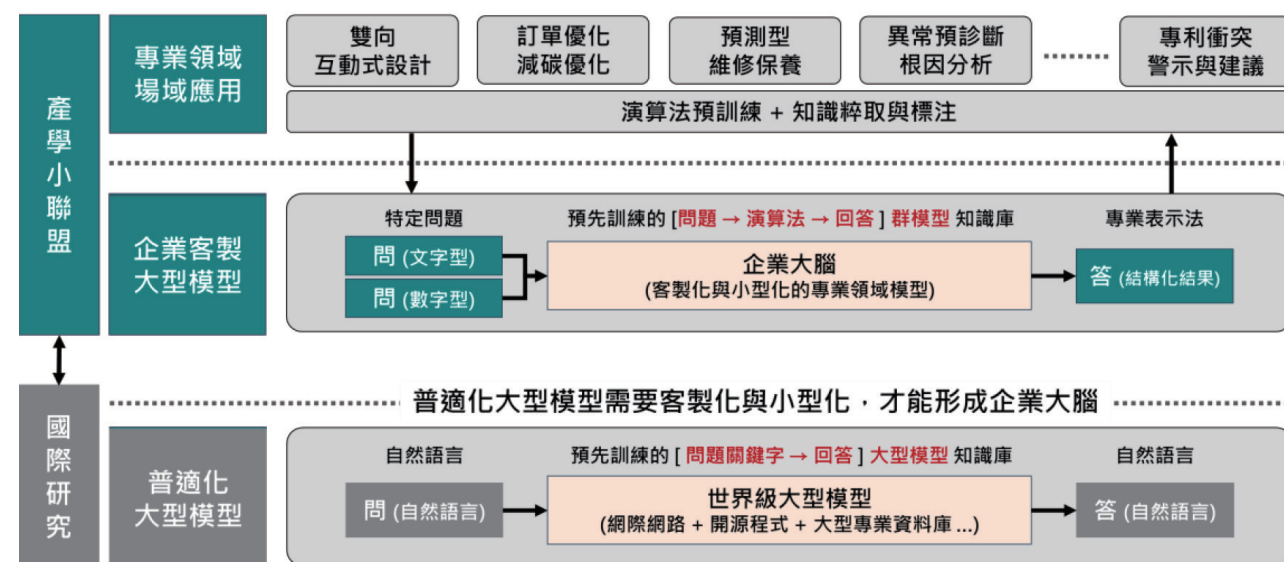 產學小聯盟
專業領域
場域應用
雙向
互動式設計
訂單優化
減碳優化
預測型
維修保養
異常預診斷
根因分析
專利衝突
警示與建議
演算法預訓練 + 知識粹取與標注
企業客製
大型模型
特定問題
預先訓練的 [問題 → 演算法 → 回答] 群模型 知識庫
專業表示法
問 (文字型)
問 (數字型)
企業大腦
(客製化與小型化的專業領域模型)
答 (結構化結果)
普適化大型模型需要客製化與小型化，才能形成企業大腦
國際研究
普適化
大型模型
自然語言
預先訓練的 [ 問題關鍵字 → 回答 ] 大型模型 知識庫
自然語言
問 (自然語言)
世界級大型模型
(網際網路 + 開源程式 + 大型專業資料庫 ...)
答 (自然語言)